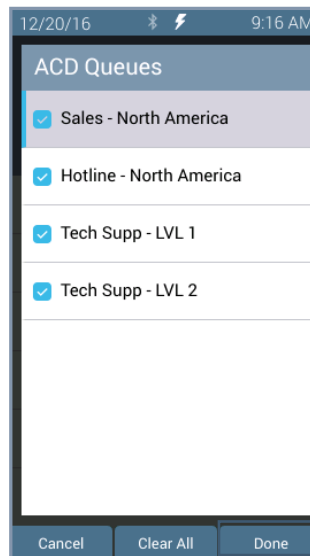 12/20/16 9:16 AM
ACD Queues
Sales - North America
Hotline - North America
Tech Supp - LVL 1
Tech Supp - LVL 2
Cancel Clear All Done